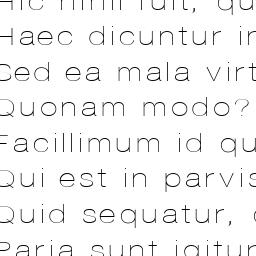 Hic nihil fuit, qu
Haec dicuntur in
Sed ea mala virt
Quonam modo?
Facillimum id qu
Qui est in parvis
Quid sequatur,
Paria sunt igitur